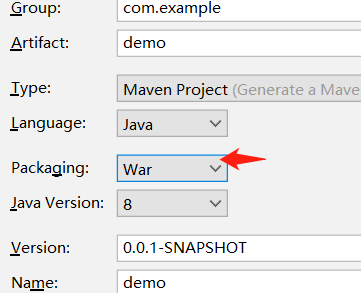 Group: com.example
Artifact: demo
Type: Maven Project (Generate a Mave
Language: Java
Packaging: War
Java Version: 8
Version: 0.0.1-SNAPSHOT
Name: demo